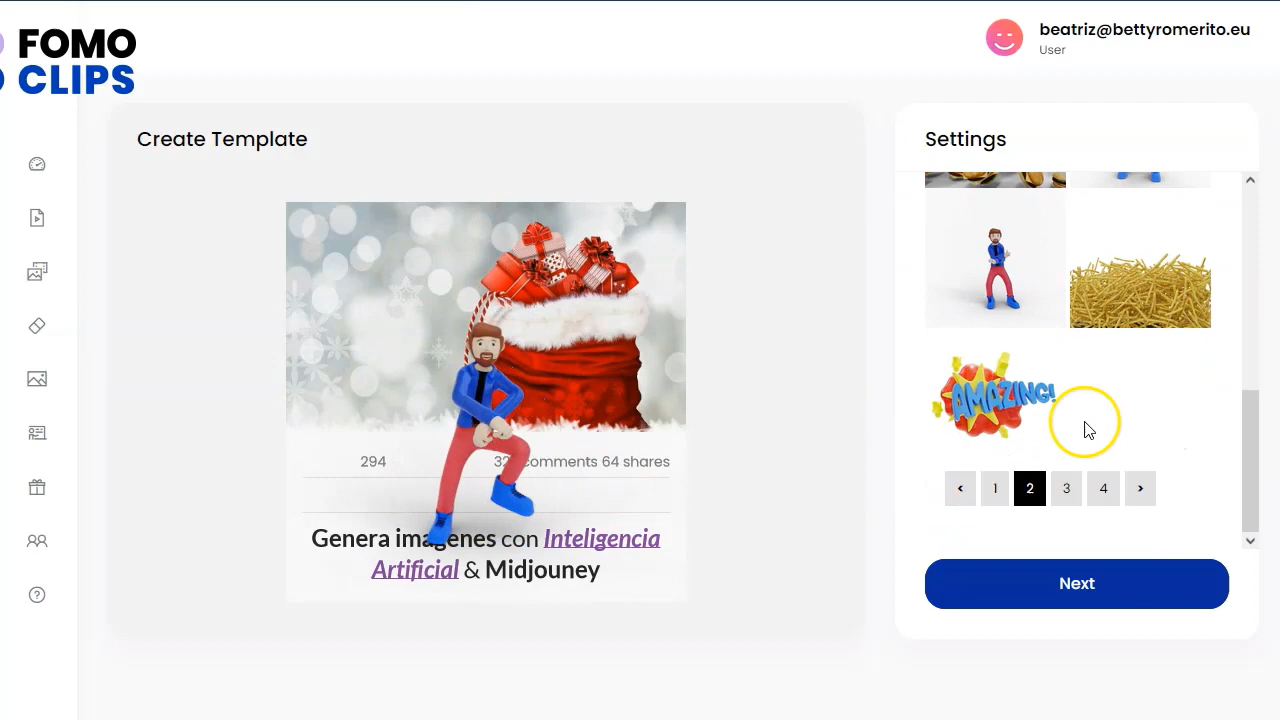 FOMO
CLIPS
beatriz@bettyromerito.eu
User
Create Template
Settings
294
comments 64 shares
Genera imagenes con Inteligencia
Artificial & Midjouney
AMAZING!
< 1 2 3 4 >
Next